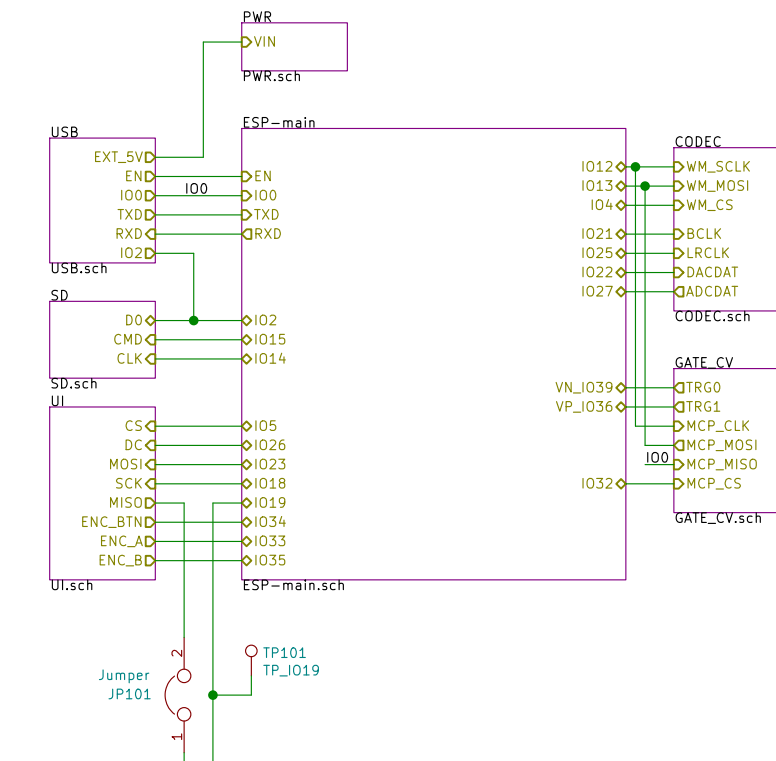 PWR
VIN
PWR.sch
USB
EXT_5V
EN
IO0
TXD
RXD
IO2
USB.sch
IO0
SD
D0
CMD
CLK
SD.sch
UI
CS
DC
MOSI
SCK
MISO
ENC_BTN
ENC_A
ENC_B
UI.sch
ESP-main
EN
IO0
TXD
RXD
IO2
IO15
IO14
IO5
IO26
IO23
IO18
IO19
IO34
IO33
IO35
IO12
IO13
IO4
IO21
IO25
IO22
IO27
VN_IO39
VP_IO36
IO32
ESP-main.sch
CODEC
WM_SCLK
WM_MOSI
WM_CS
BCLK
LRCLK
DACDAT
ADCDAT
CODEC.sch
GATE_CV
TRG0
TRG1
MCP_CLK
MCP_MOSI
IO0
MCP_MISO
MCP_CS
GATE_CV.sch
2
Jumper
JP101
1
TP101
TP_IO19